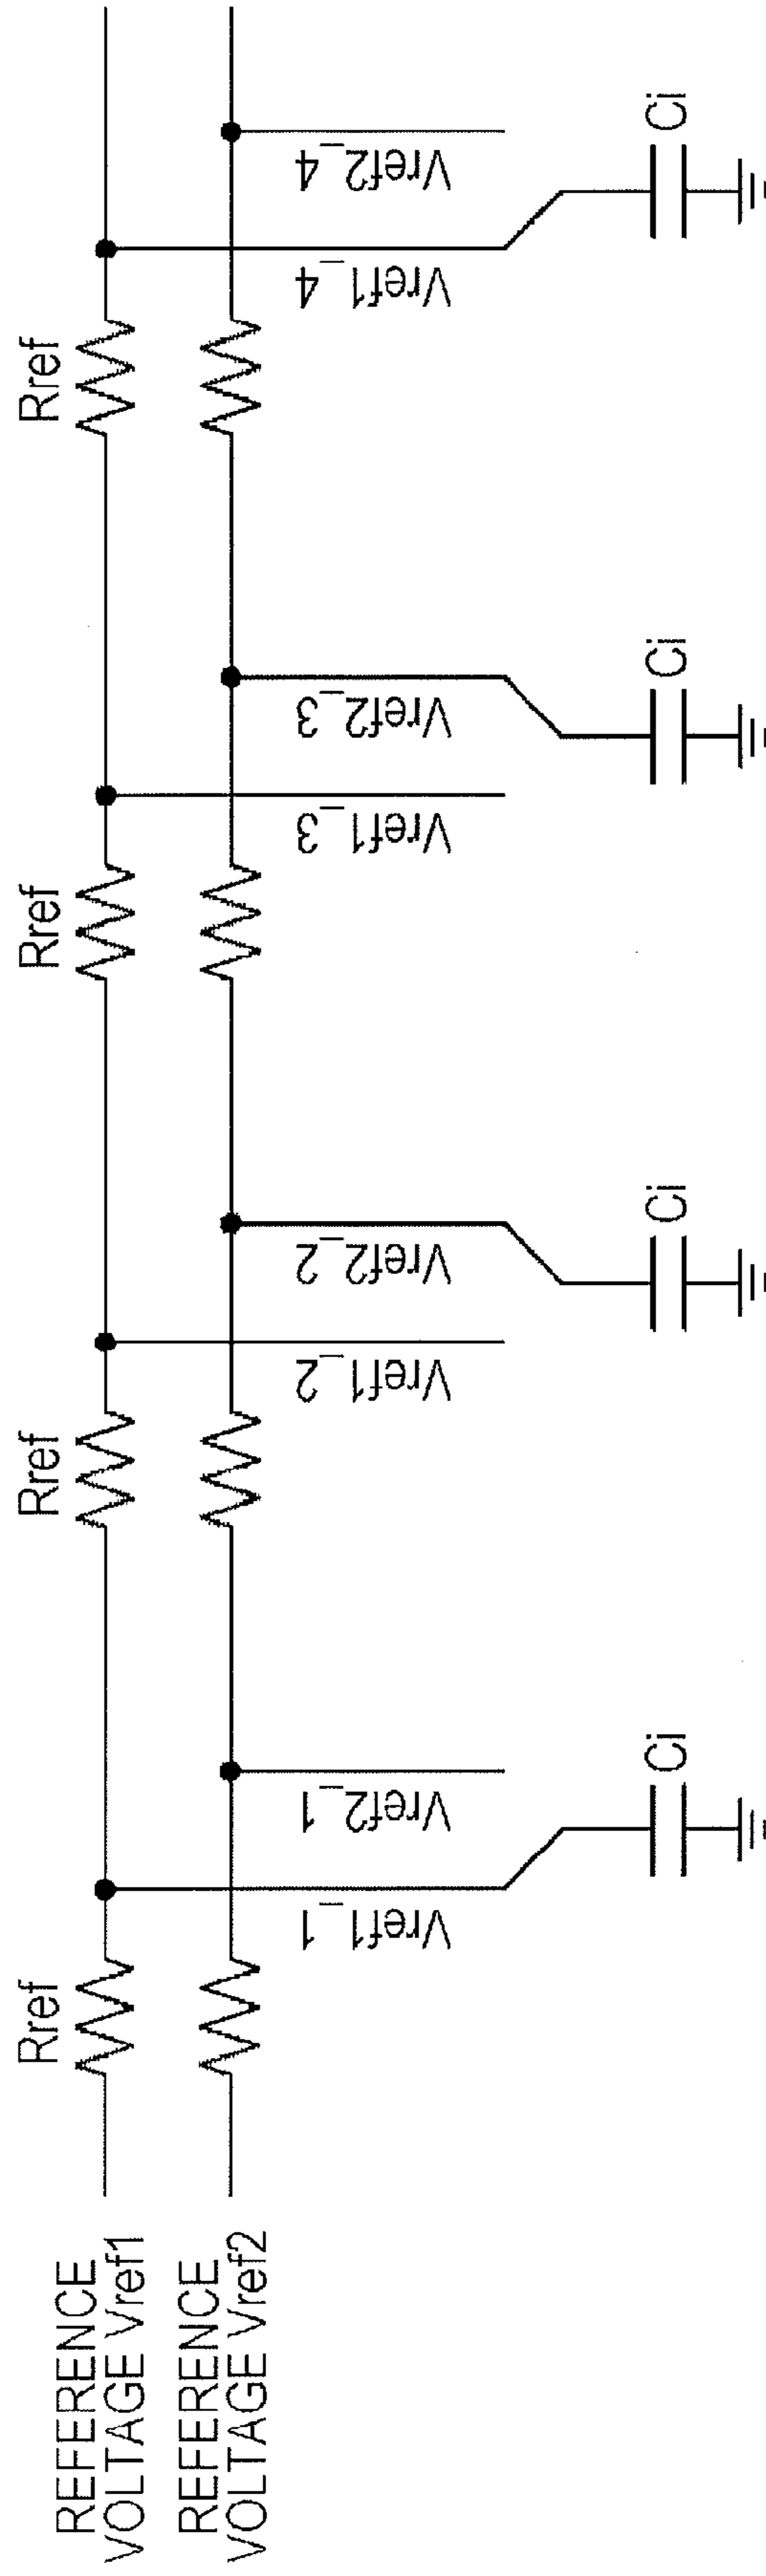 REFERENCE
VOLTAGE Vref1
REFERENCE
VOLTAGE Vref2
Rref
Rref
Rref
Rref
Vref1_1
Vref2_1
Vref1_2
Vref2_2
Vref1_3
Vref2_3
Vref1_4
Vref2_4
Ci
Ci
Ci
Ci